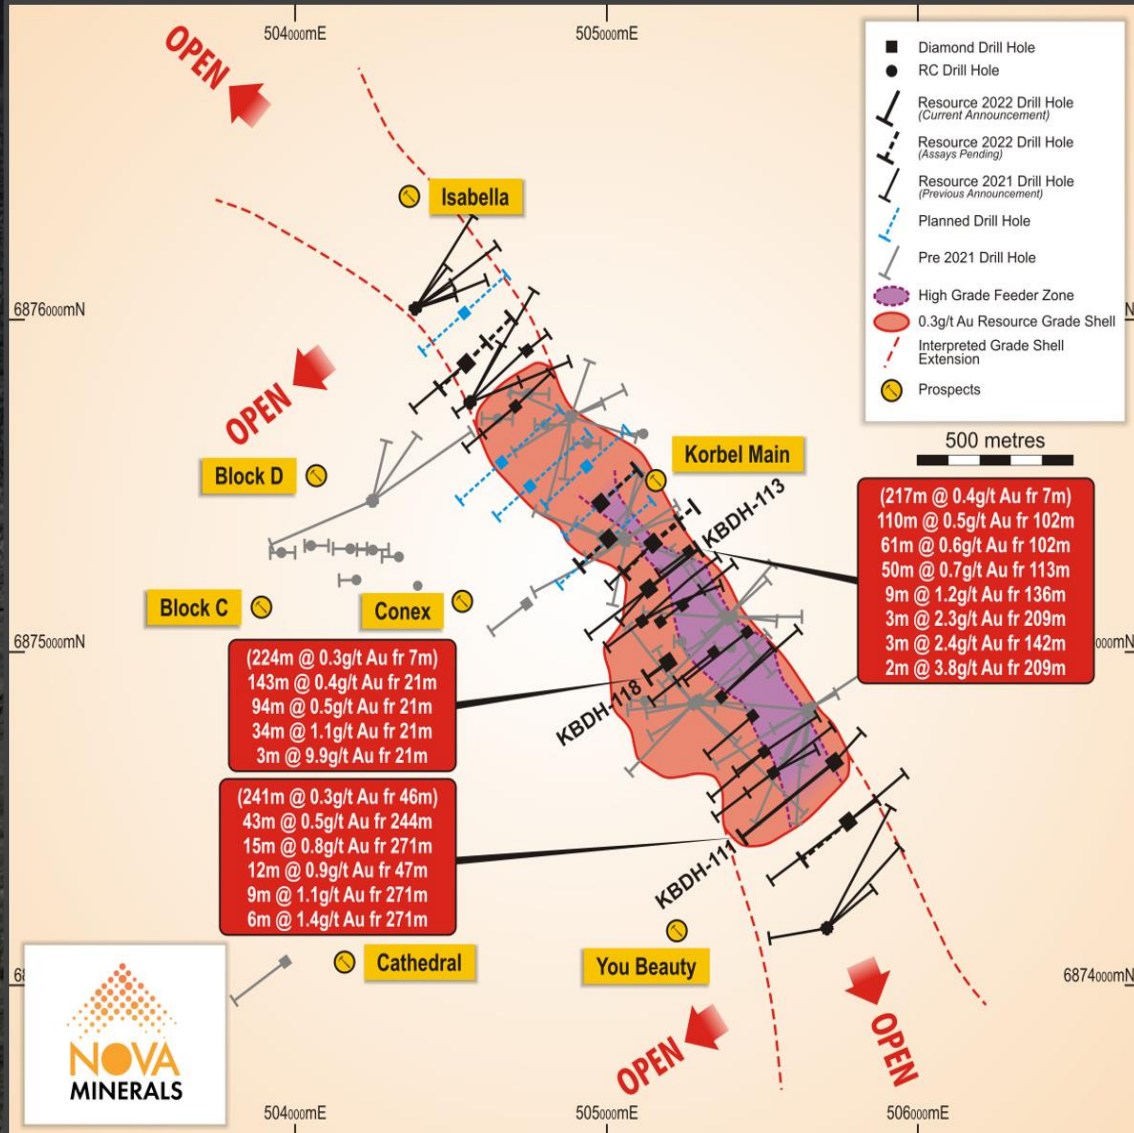 504000mE
505000mE
OPEN
Diamond Drill Hole
RC Drill Hole
Resource 2022 Drill Hole
(Current Announcement)
Resource 2022 Drill Hole
(Assays Pending)
Resource 2021 Drill Hole
(Previous Announcement)
Planned Drill Hole
Pre 2021 Drill Hole
High Grade Feeder Zone
0.3g/t Au Resource Grade Shell
Interpreted Grade Shell
Extension
Prospects
500 metres
Isabella
6876000mN
N
OPEN
Block D
Korbel Main
KBDH-113
(217m @ 0.4g/t Au fr 7m)
110m @ 0.5g/t Au fr 102m
61m @ 0.6g/t Au fr 102m
50m @ 0.7g/t Au fr 113m
9m @ 1.2g/t Au fr 136m
3m @ 2.3g/t Au fr 209m
3m @ 2.4g/t Au fr 142m
2m @ 3.8g/t Au fr 209m
Block C
Conex
6875000mN
000mN
(224m @ 0.3g/t Au fr 7m)
143m @ 0.4g/t Au fr 21m
94m @ 0.5g/t Au fr 21m
34m @ 1.1g/t Au fr 21m
3m @ 9.9g/t Au fr 21m
KBDH-118
(241m @ 0.3g/t Au fr 46m)
43m @ 0.5g/t Au fr 244m
15m @ 0.8g/t Au fr 271m
12m @ 0.9g/t Au fr 47m
9m @ 1.1g/t Au fr 271m
6m @ 1.4g/t Au fr 271m
KBDH-111
Cathedral
You Beauty
6874000mN
OPEN
OPEN
NOVA
MINERALS
504000mE
505000mE
506000mE